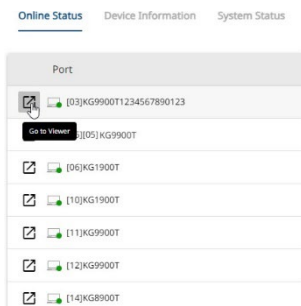 Online Status Device Information System Status
Port
[03]KG9900T1234567890123
Go to Viewer ][05]KG9900T
[06]KG1900T
[10]KG1900T
[11]KG9900T
[12]KG9900T
[14]KG8900T